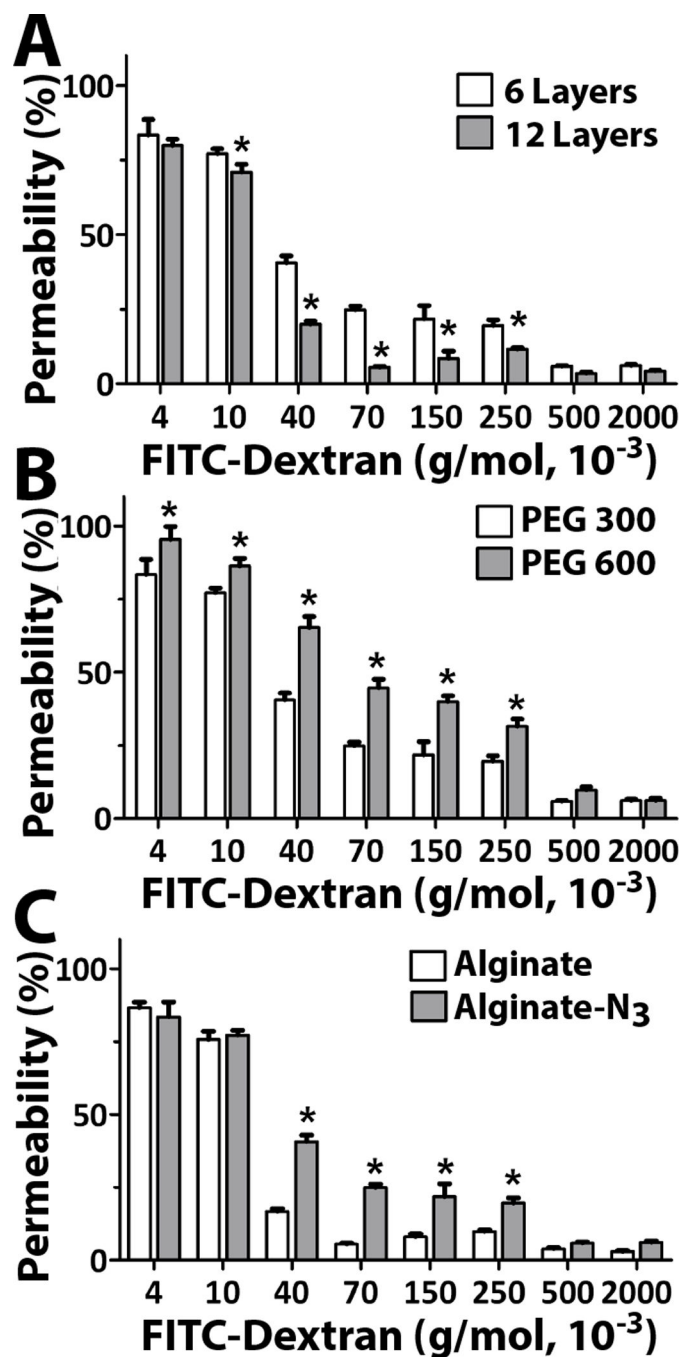 A
Permeability (%)
100
50
0
6 Layers
12 Layers
*
*
*
*
*
4 10 40 70 150 250 500 2000
FITC-Dextran (g/mol, 10⁻³)
B
Permeability (%)
100
50
0
PEG 300
PEG 600
*
*
*
*
*
*
4 10 40 70 150 250 500 2000
FITC-Dextran (g/mol, 10⁻³)
C
Permeability (%)
100
50
0
Alginate
Alginate-N₃
*
*
*
*
4 10 40 70 150 250 500 2000
FITC-Dextran (g/mol, 10⁻³)